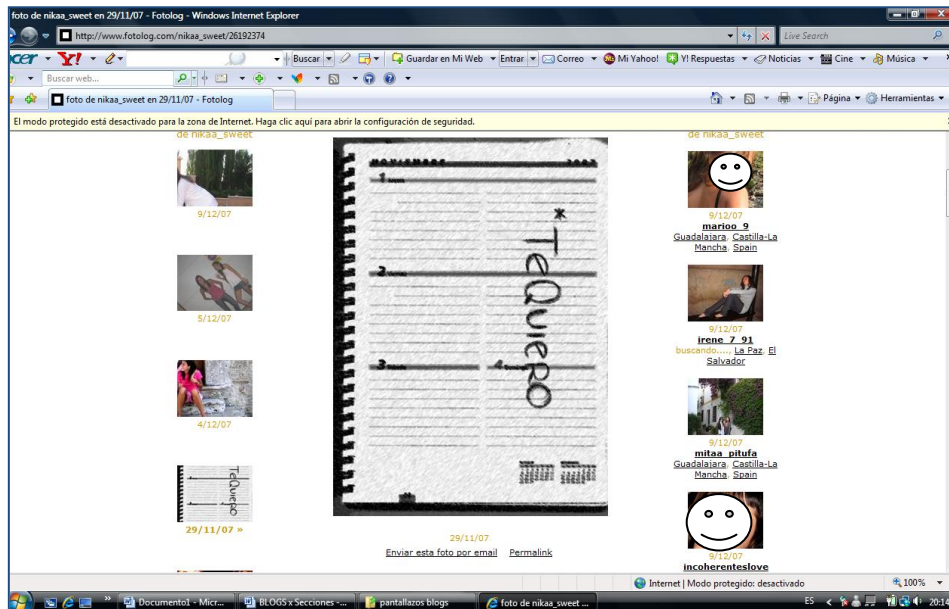 foto de nikaa_sweet en 29/11/07 - Fotolog - Windows Internet Explorer
http://www.fotolog.com/nikaa_sweet/26192374
Live Search
Y!
Buscar
Guardar en Mi Web
Entrar
Correo
Mi Yahoo!
Y! Respuestas
Noticias
Cine
Música
Buscar web...
foto de nikaa_sweet en 29/11/07 - Fotolog
Página
Herramientas
El modo protegido está desactivado para la zona de Internet. Haga clic aquí para abrir la configuración de seguridad.
de nikaa_sweet
9/12/07
5/12/07
4/12/07
TeQuiero
29/11/07 »
NOVIEMBRE 2007
1
2
3
4
*TeQuiero
29/11/07
Enviar esta foto por email Permalink
de nikaa_sweet
9/12/07
marioo_9
Guadalajara, Castilla-La
Mancha, Spain
9/12/07
irene_7_91
buscando...., La Paz, El
Salvador
9/12/07
mitaa_pitufa
Guadalajara, Castilla-La
Mancha, Spain
9/12/07
incoherenteslove
Internet | Modo protegido: desactivado
100%
Documento1 - Micr...
BLOGS x Secciones -...
pantallazos blogs
foto de nikaa_sweet ...
ES
20:14